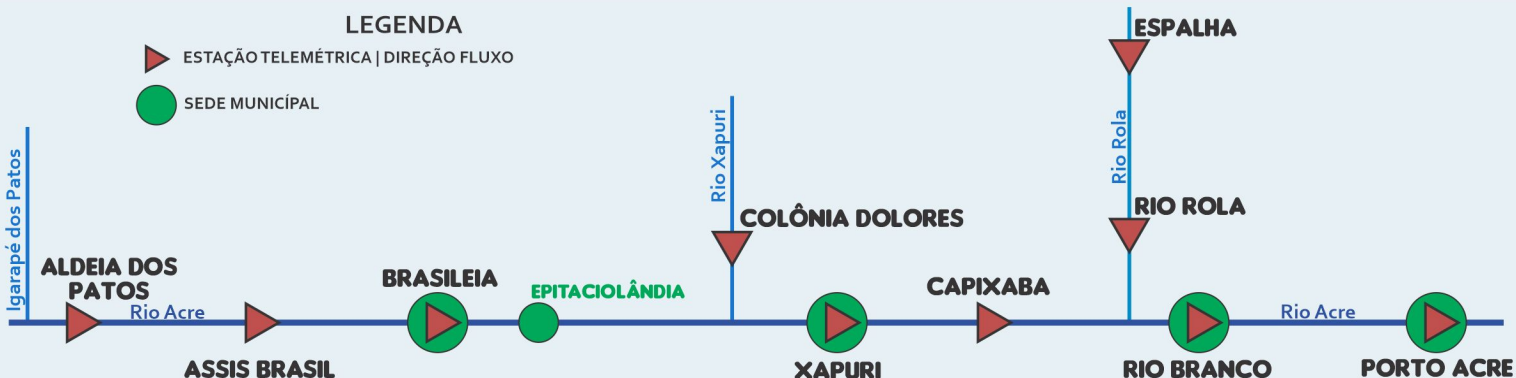 LEGENDA
ESTAÇÃO TELEMÉTRICA | DIREÇÃO FLUXO
SEDE MUNICÍPAL
Igarapé dos Patos
ALDEIA DOS
PATOS
Rio Acre
ASSIS BRASIL
BRASILEIA
EPITACIOLÂNDIA
Rio Xapuri
COLÔNIA DOLORES
XAPURI
CAPIXABA
ESPALHA
Rio Rola
RIO ROLA
RIO BRANCO
Rio Acre
PORTO ACRE